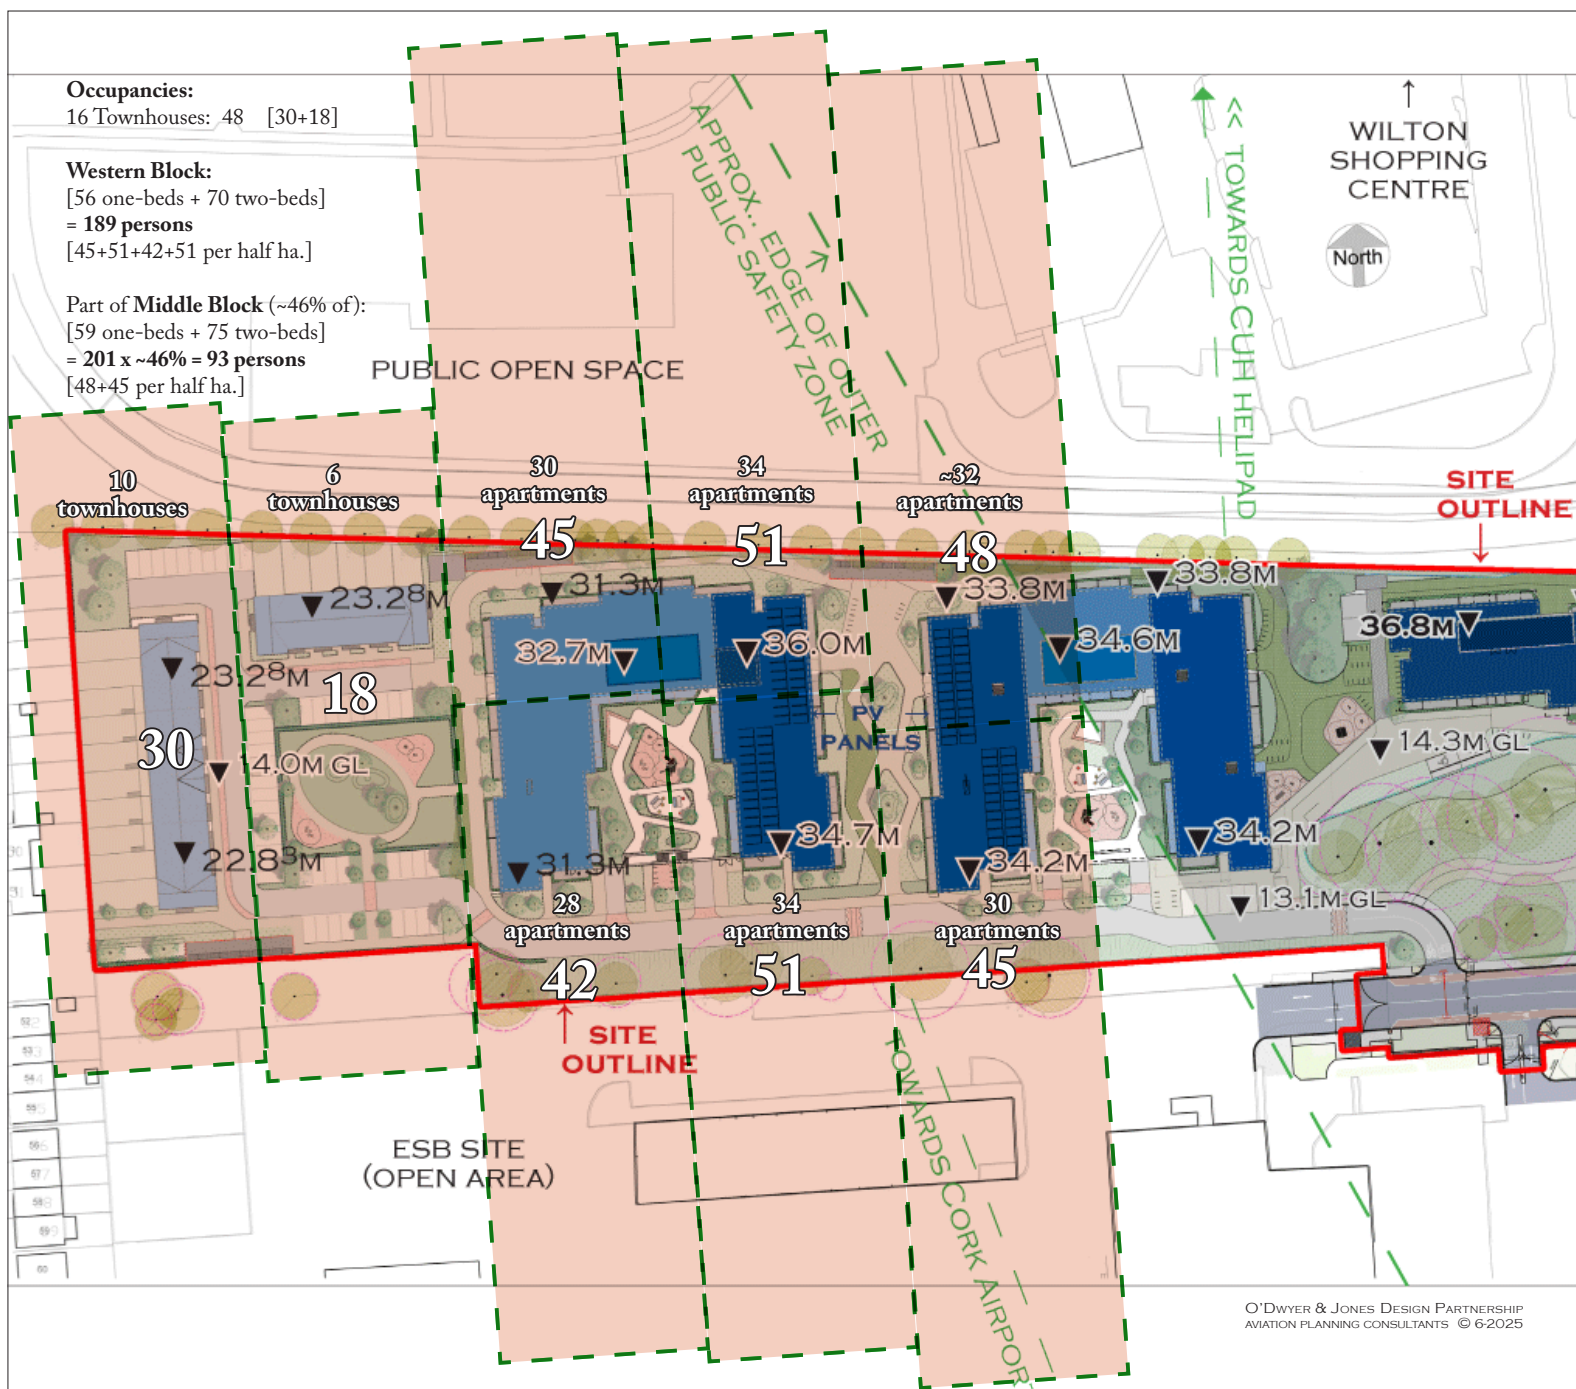 Occupancies:
16 Townhouses: 48 [30+18]
Western Block:
[56 one-beds + 70 two-beds]
= 189 persons
[45+51+42+51 per half ha.]
Part of Middle Block (~46% of):
[59 one-beds + 75 two-beds]
= 201 x ~46% = 93 persons
[48+45 per half ha.]
PUBLIC OPEN SPACE
APPROX.. EDGE OF OUTER
PUBLIC SAFETY ZONE
<< TOWARDS CUH HELIPAD
WILTON
SHOPPING
CENTRE
North
SITE
OUTLINE
10
townhouses
6
townhouses
30
apartments
45
34
apartments
51
~32
apartments
48
23.28M
31.3M
33.8M
33.8M
36.8M
23.28M
32.7M
36.0M
34.6M
18
30
PV
PANELS
14.0M GL
14.3M GL
22.83M
31.3M
34.7M
34.2M
34.2M
13.1M GL
28
apartments
42
34
apartments
51
30
apartments
45
SITE
OUTLINE
TOWARDS CORK AIRPORT
ESB SITE
(OPEN AREA)
60
O'DWYER & JONES DESIGN PARTNERSHIP
AVIATION PLANNING CONSULTANTS © 6-2025